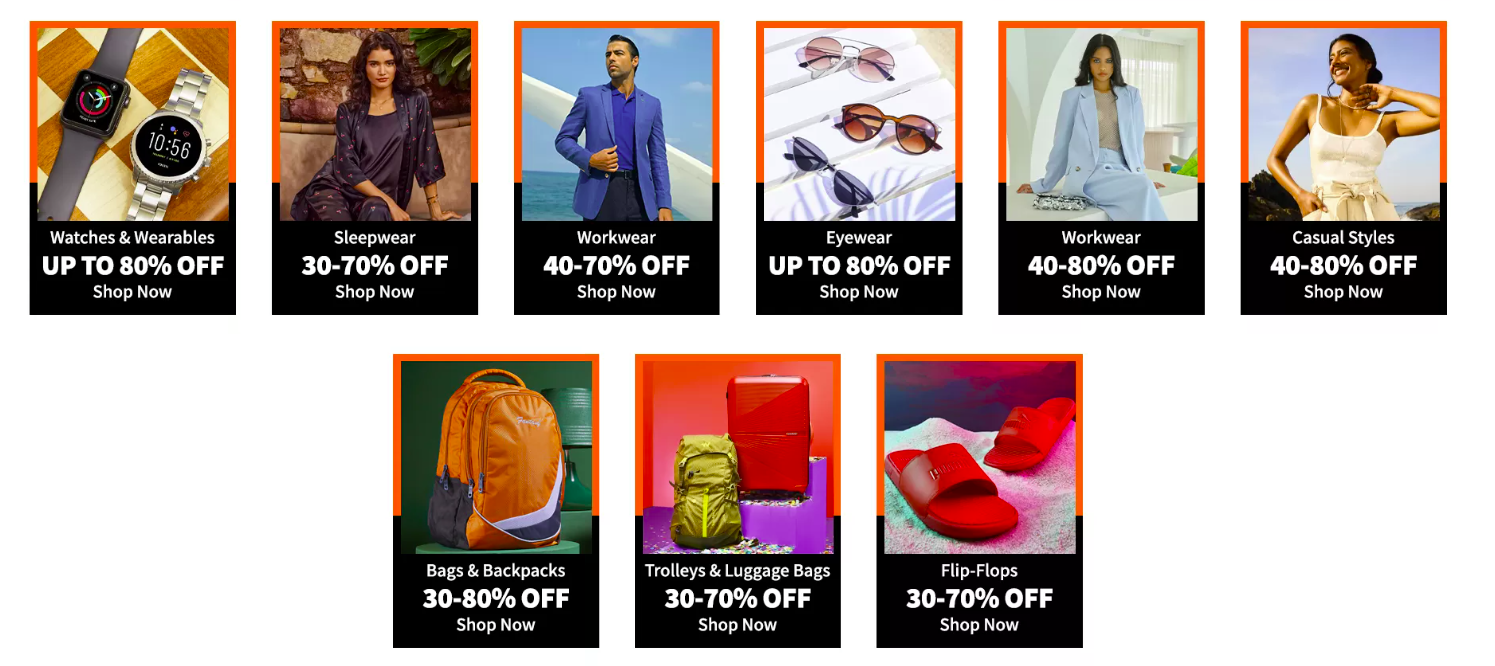 10:56
Watches & Wearables
UP TO 80% OFF
Shop Now
Sleepwear
30-70% OFF
Shop Now
Workwear
40-70% OFF
Shop Now
Eyewear
UP TO 80% OFF
Shop Now
Workwear
40-80% OFF
Shop Now
Casual Styles
40-80% OFF
Shop Now
Bags & Backpacks
30-80% OFF
Shop Now
Trolleys & Luggage Bags
30-70% OFF
Shop Now
Flip-Flops
30-70% OFF
Shop Now